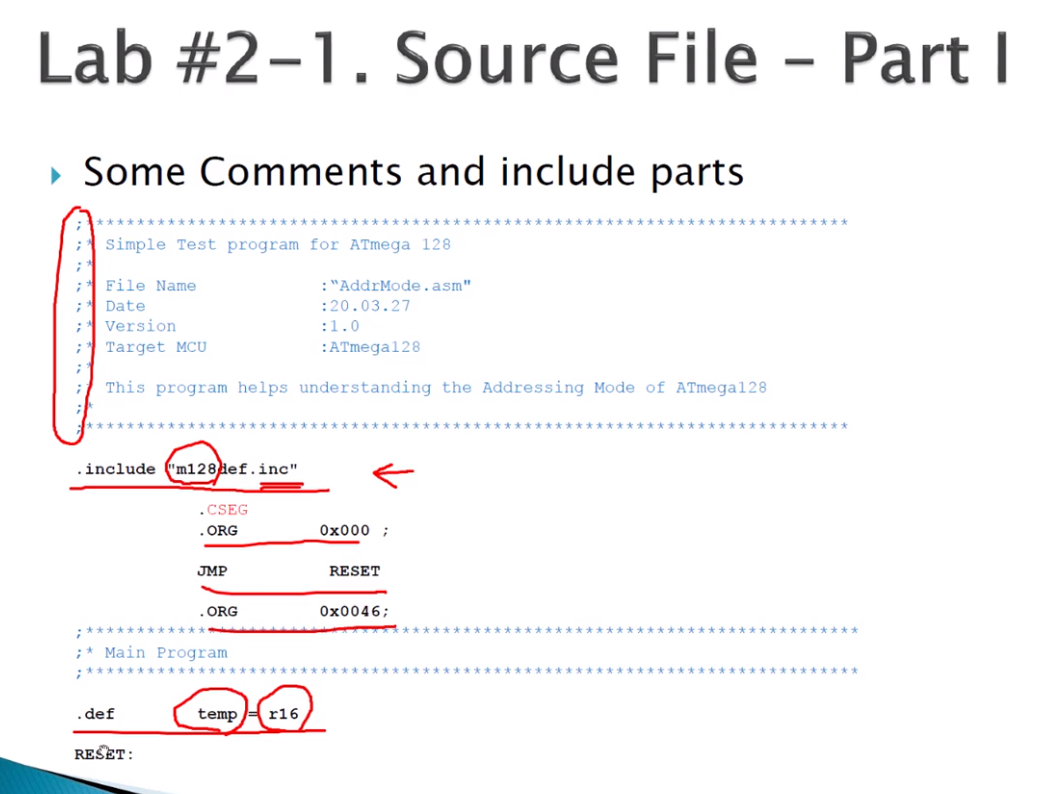 Lab #2-1. Source File - Part I
Some Comments and include parts
;***************************************************************************
;* Simple Test program for ATmega 128
;*
;* File Name :“AddrMode.asm"
;* Date :20.03.27
;* Version :1.0
;* Target MCU :ATmega128
;*
;* This program helps understanding the Addressing Mode of ATmega128
;*
;***************************************************************************
.include "m128def.inc"
.CSEG
.ORG 0x000 ;
JMP RESET
.ORG 0x0046;
;****************************************************************************
;* Main Program
;****************************************************************************
.def temp = r16
RESET: